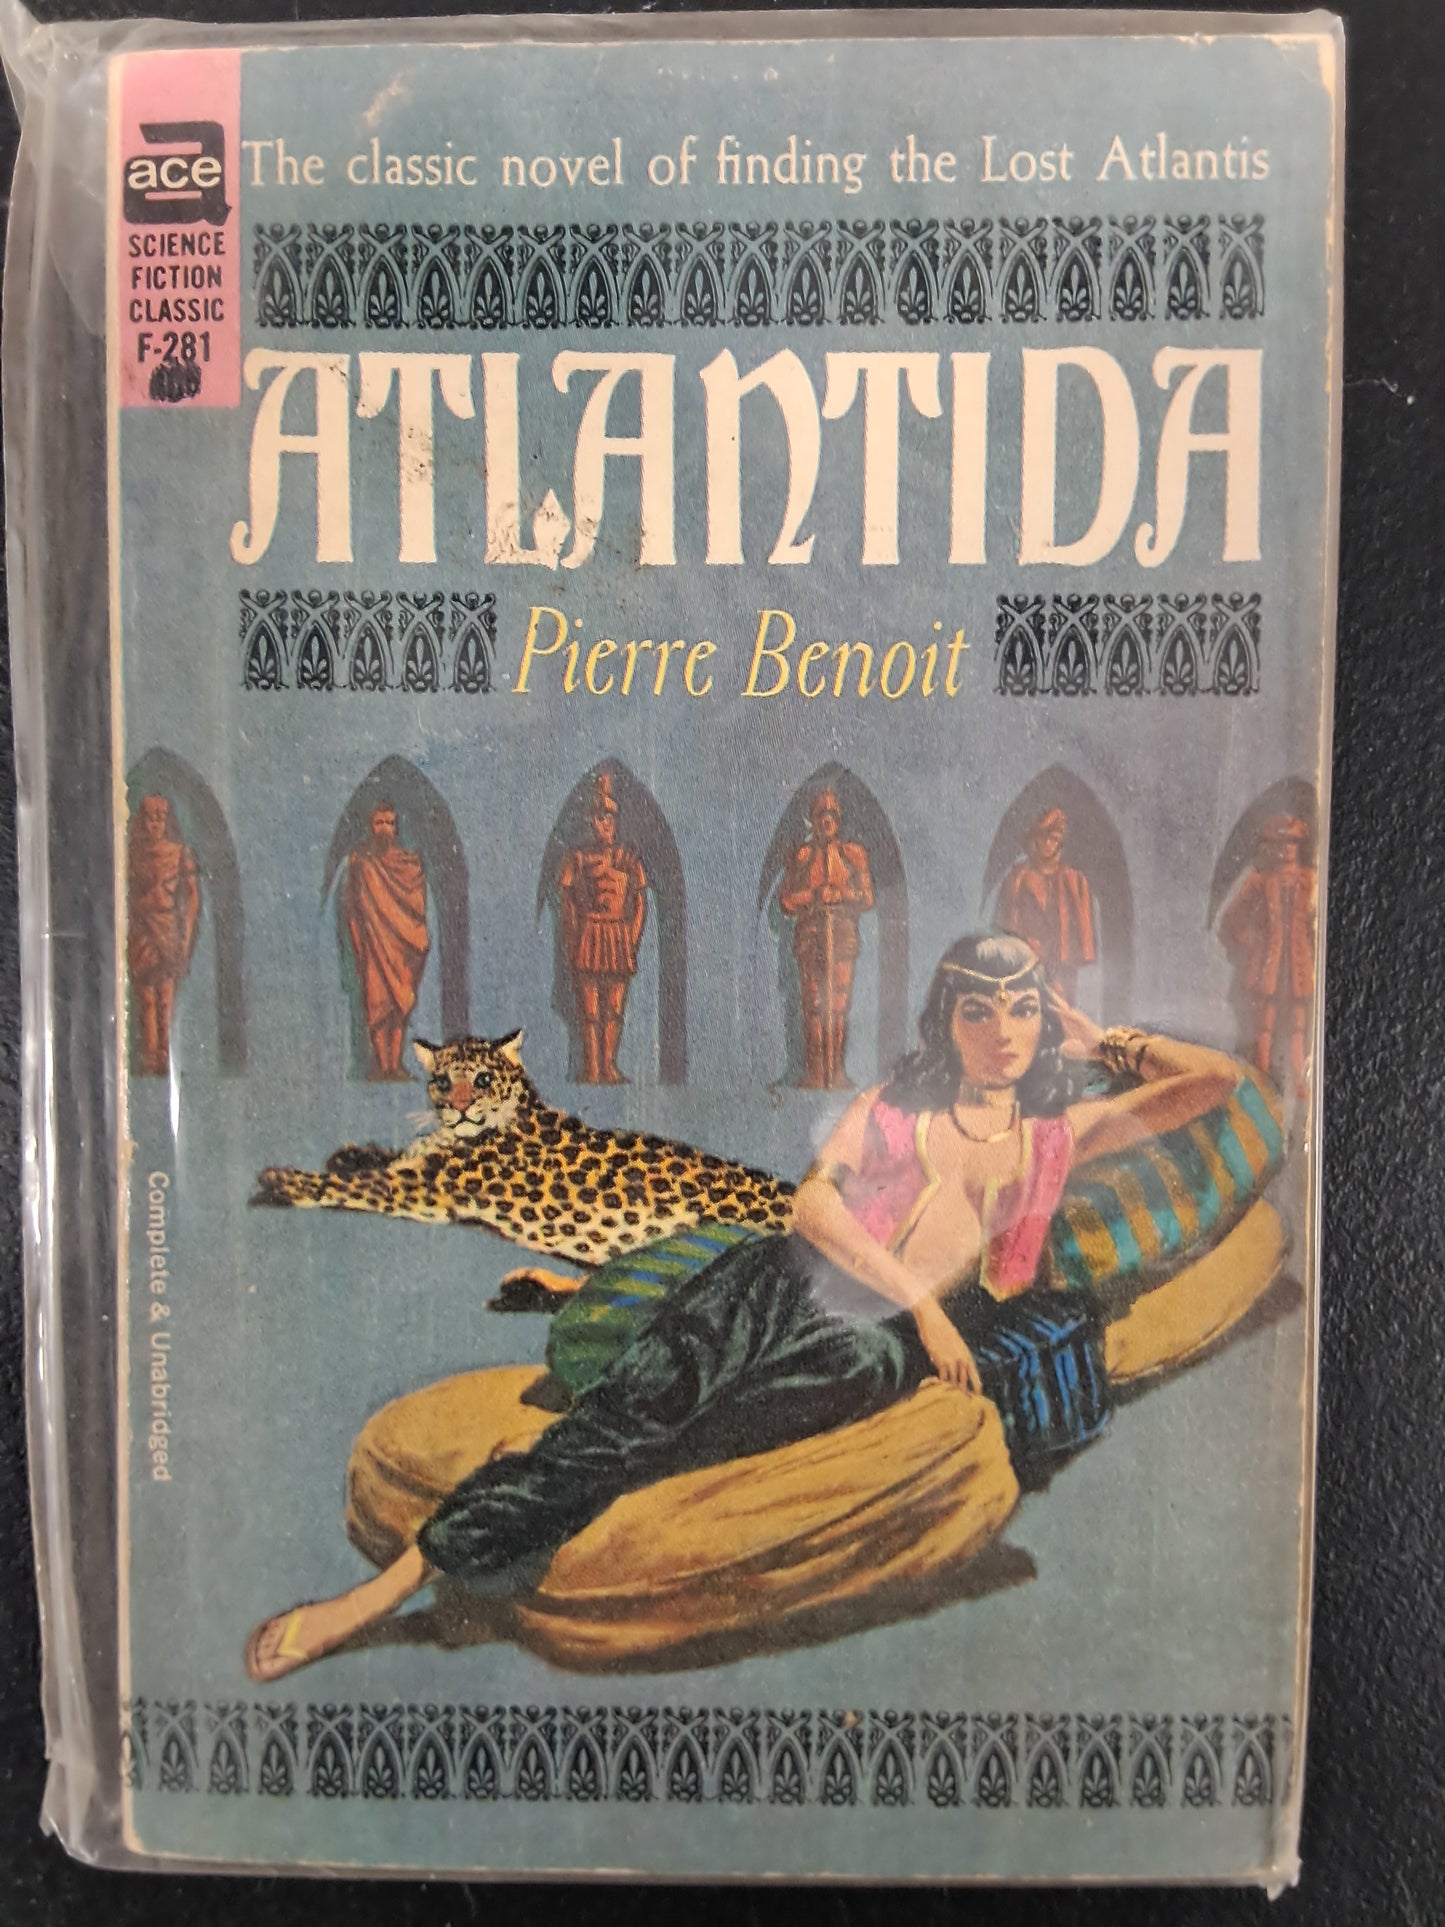 ace
SCIENCE
FICTION
CLASSIC
F-281
The classic novel of finding the Lost Atlantis
ATLANTIDA
Pierre Benoit
Complete & Unabridged